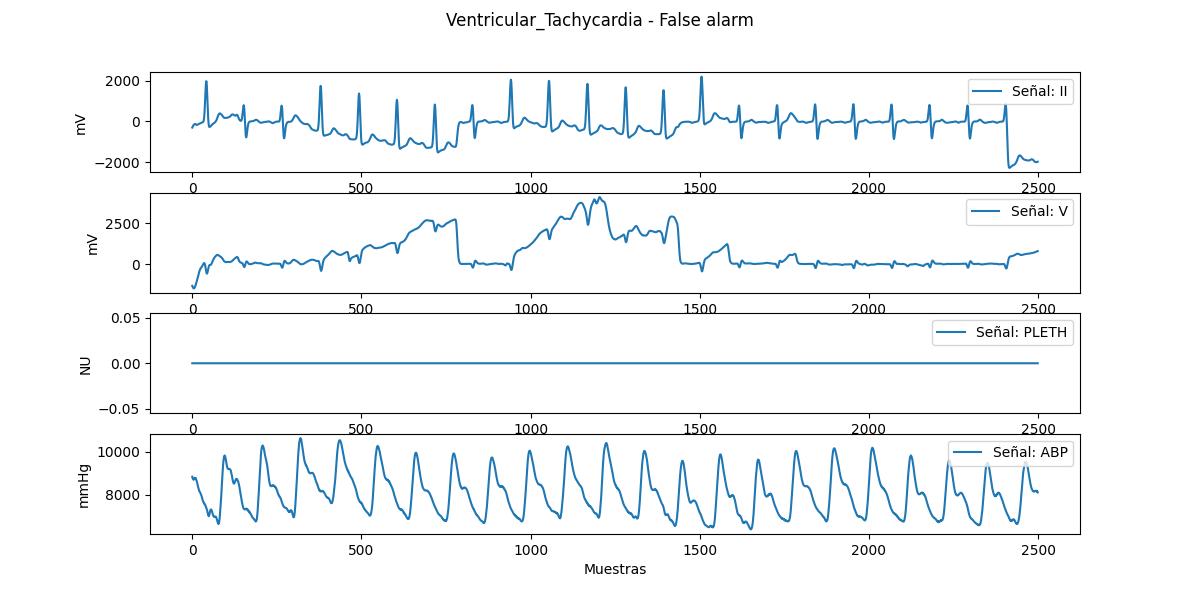 Ventricular_Tachycardia - False alarm
2000
0
−2000
mV
Señal: II
0 500 1000 1500 2000 2500
2500
0
mV
Señal: V
0 500 1000 1500 2000 2500
0.05
0.00
−0.05
NU
Señal: PLETH
0 500 1000 1500 2000 2500
10000
8000
mmHg
Señal: ABP
0 500 1000 1500 2000 2500
Muestras